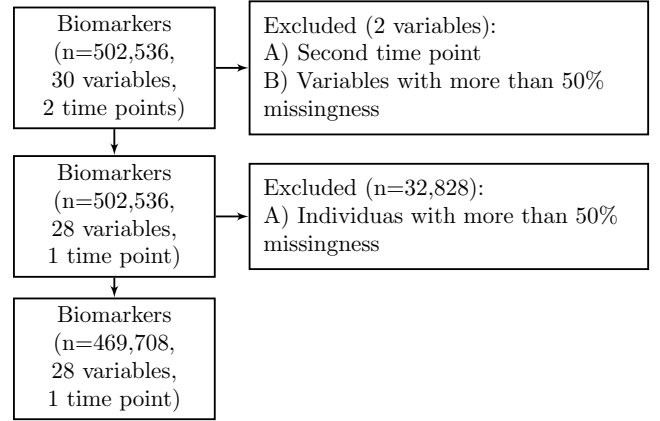 Biomarkers
(n=502,536,
30 variables,
2 time points)
Excluded (2 variables):
A) Second time point
B) Variables with more than 50%
missingness
Biomarkers
(n=502,536,
28 variables,
1 time point)
Excluded (n=32,828):
A) Individuas with more than 50%
missingness
Biomarkers
(n=469,708,
28 variables,
1 time point)